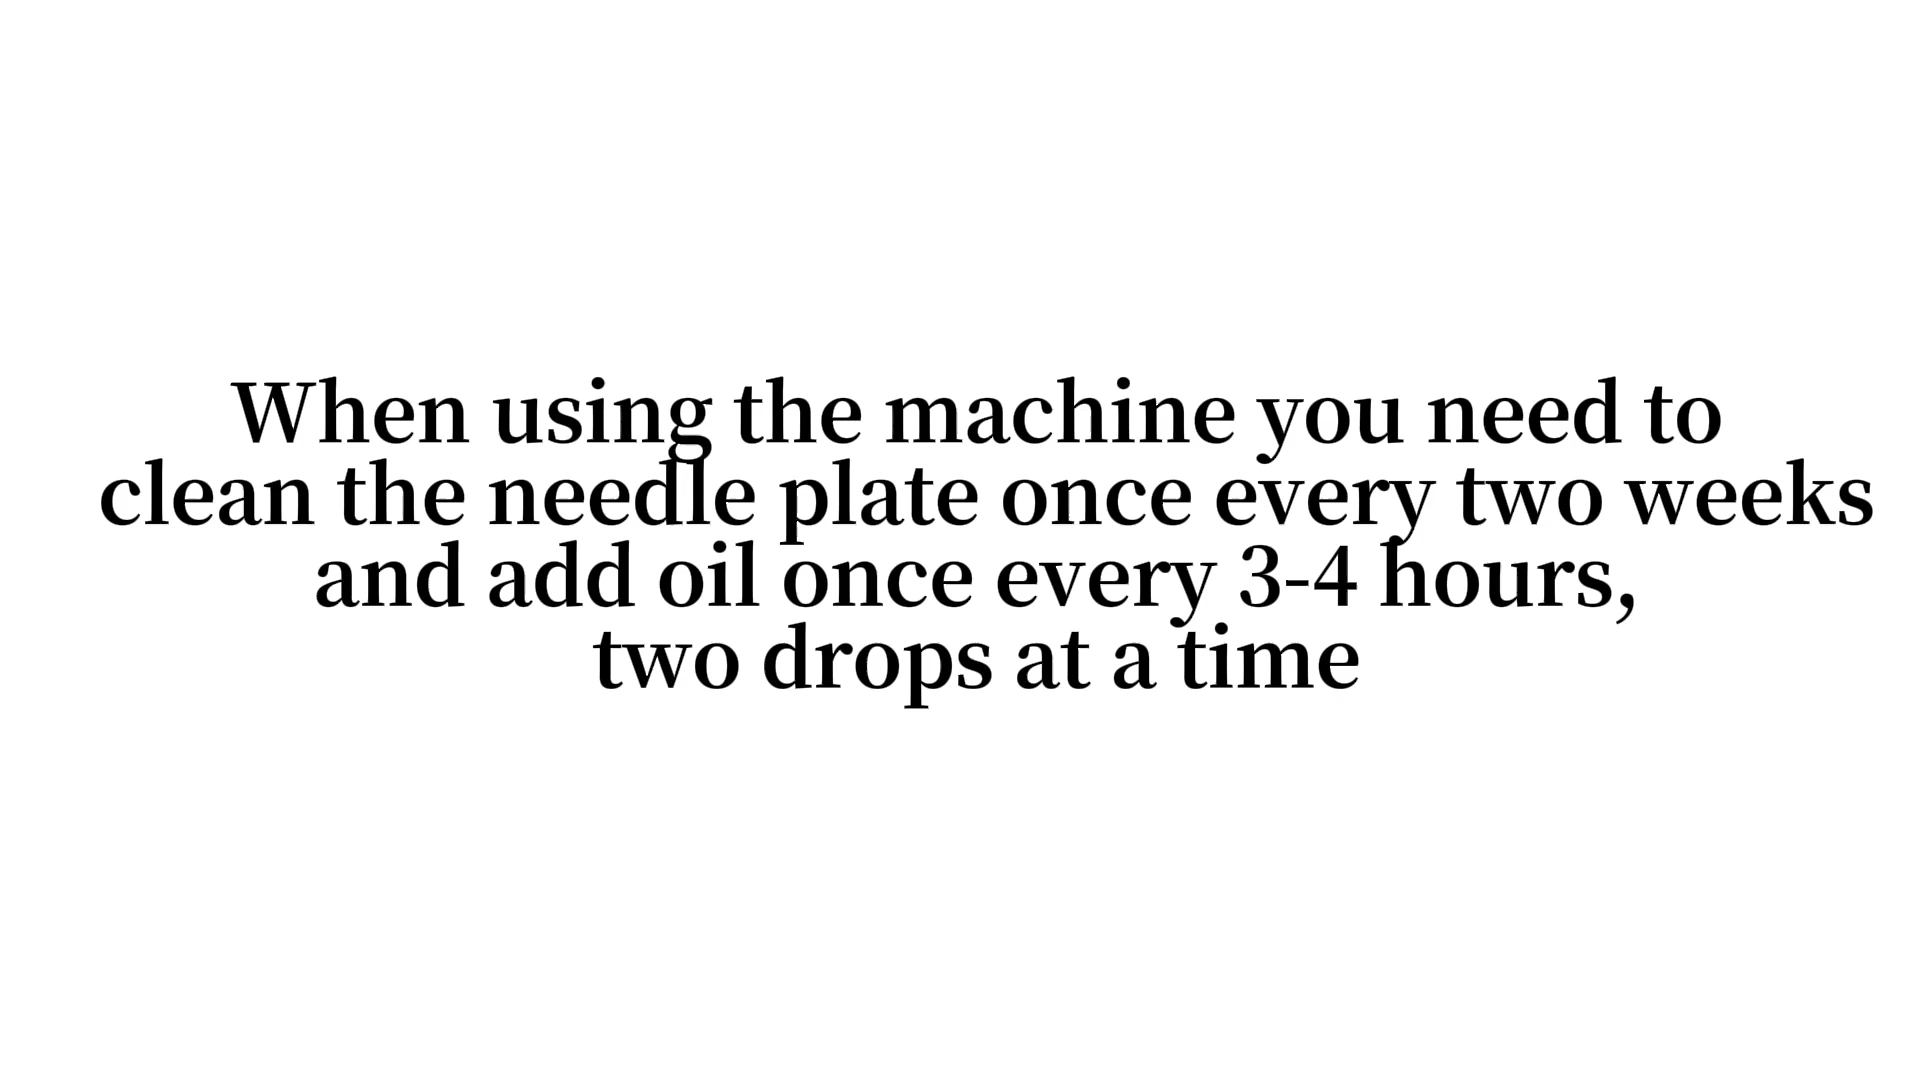 When using the machine you need to
clean the needle plate once every two weeks
and add oil once every 3-4 hours,
two drops at a time